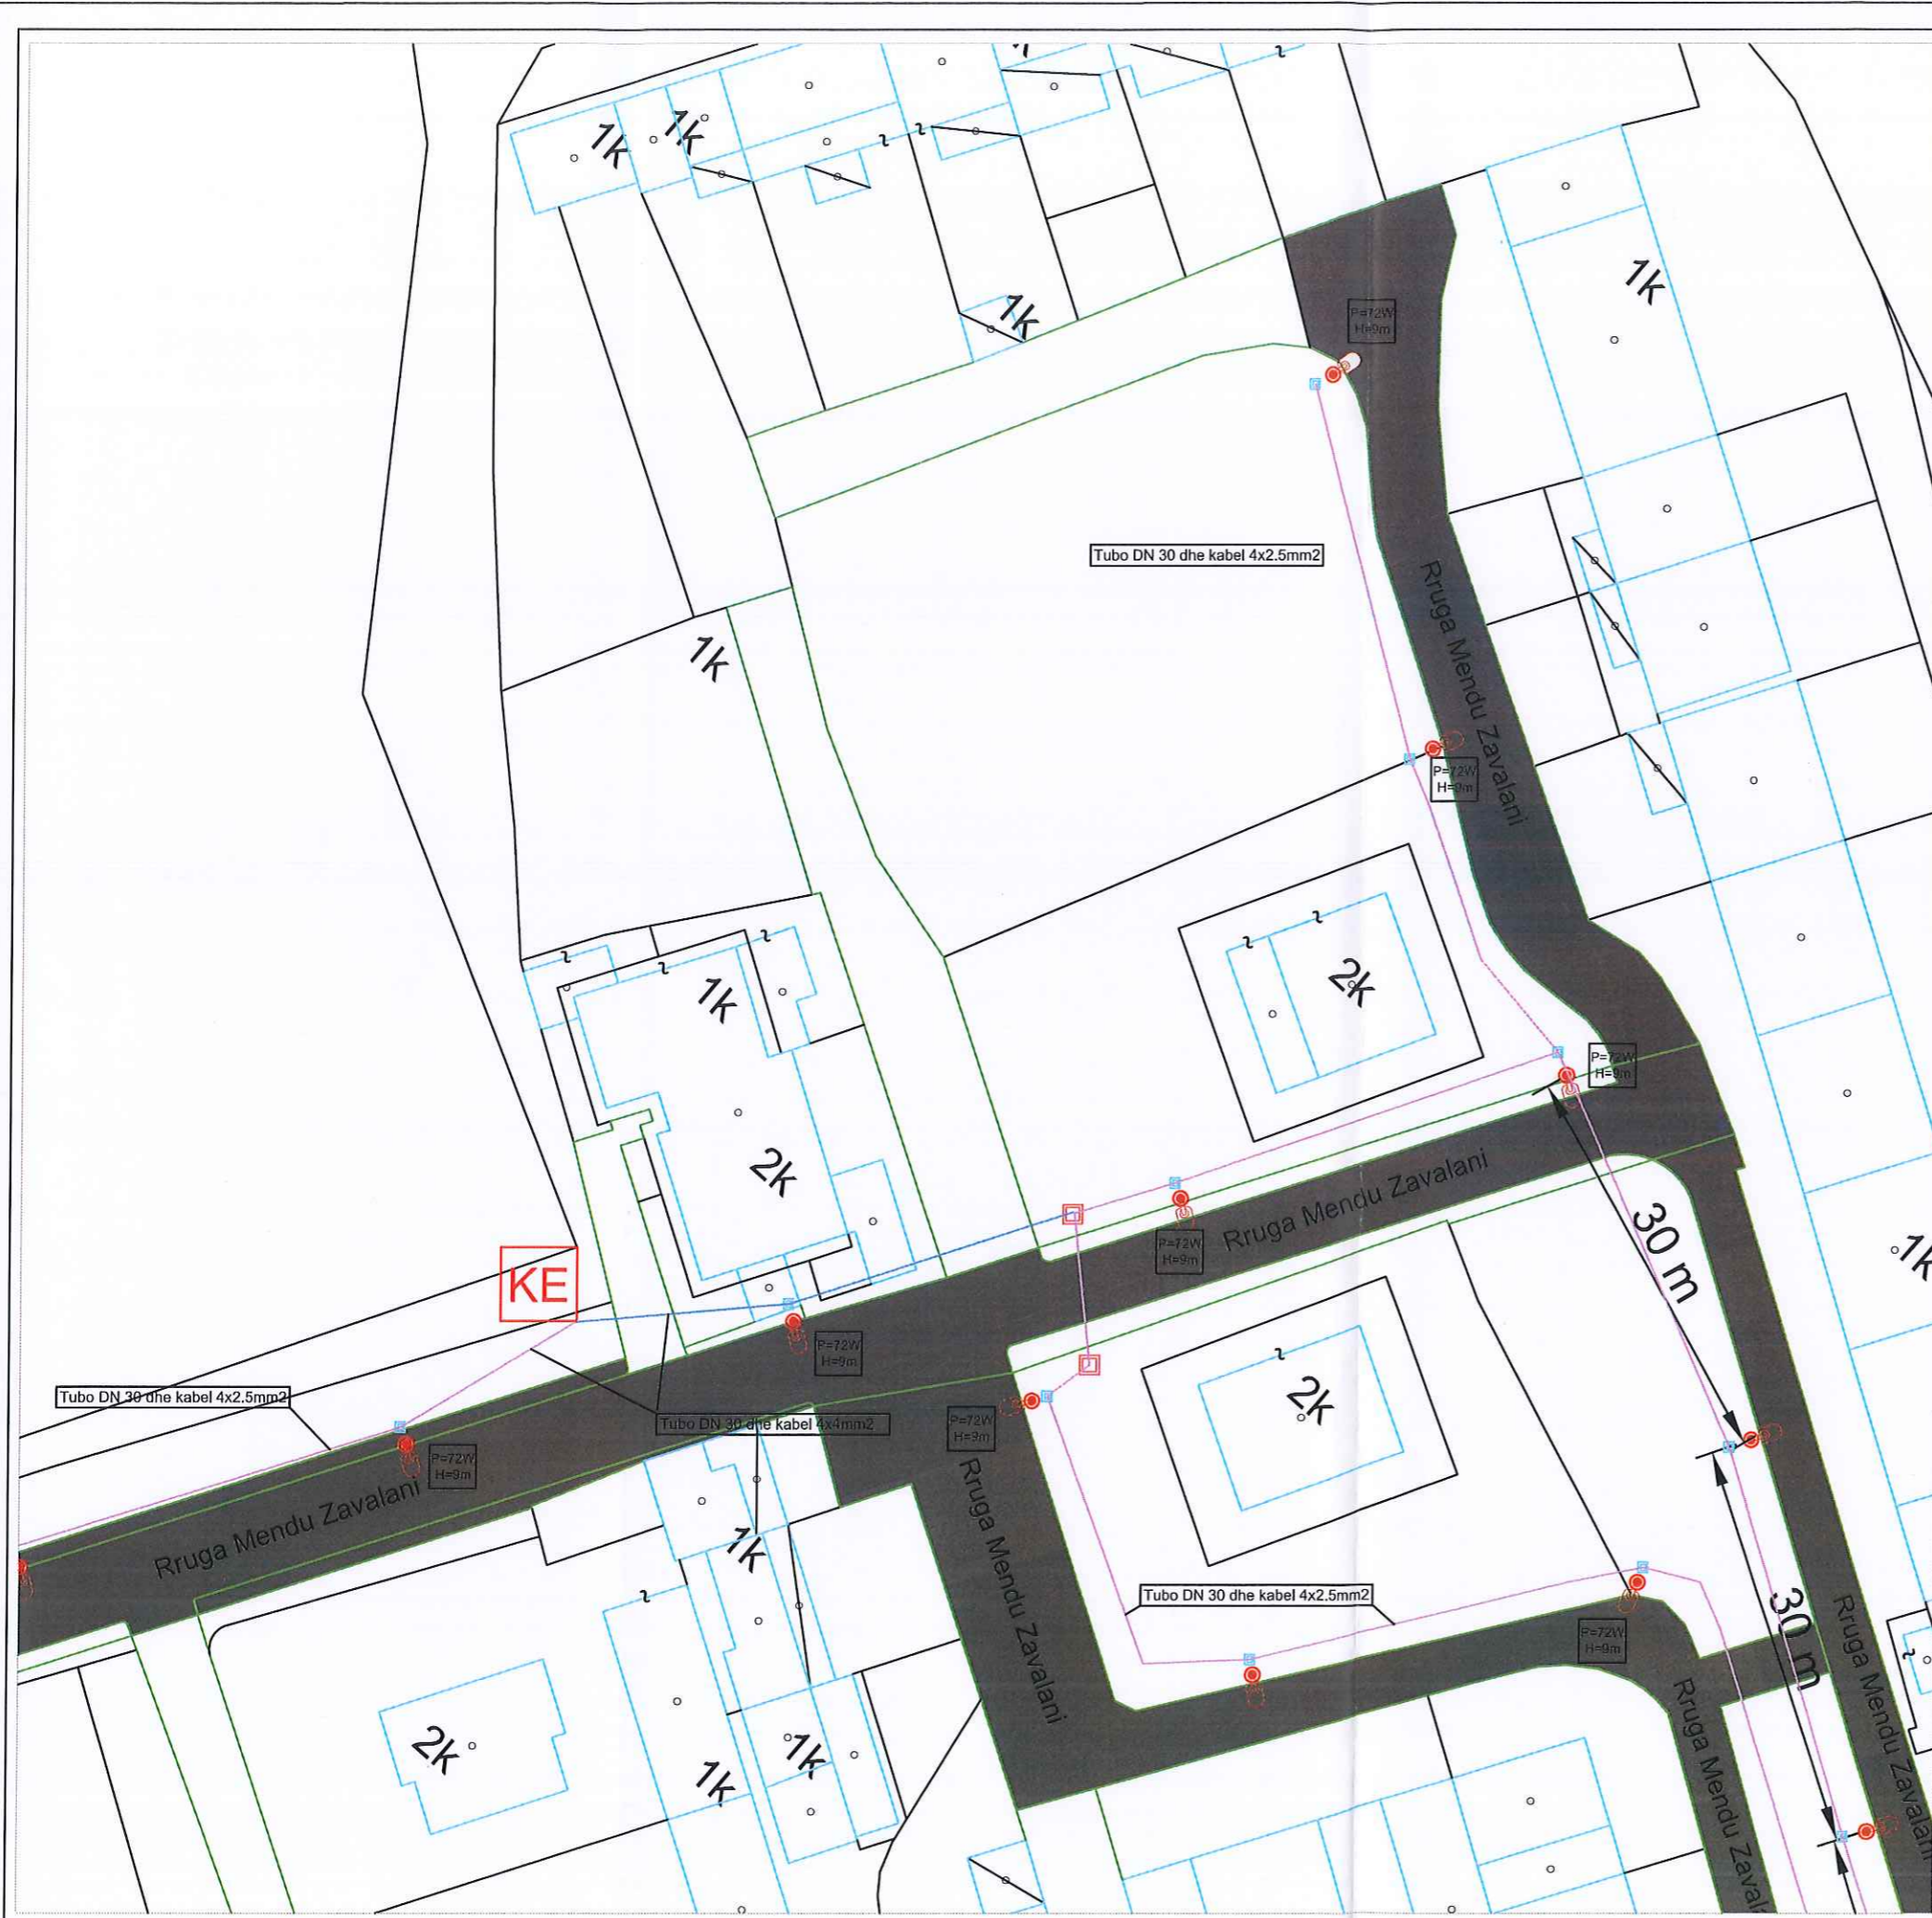 1k
1k
1k
1k
P=72W
H=9m
Tubo DN 30 dhe kabel 4x2.5mm2
Rruga Mendu Zavalani
1k
P=72W
H=9m
2k
1k
P=72W
H=9m
2k
Rruga Mendu Zavalani
P=72W
H=9m
30 m
1k
KE
P=72W
H=9m
Tubo DN 30 dhe kabel 4x2.5mm2
Tubo DN 30 dhe kabel 4x4mm2
P=72W
H=9m
2k
P=72W
H=9m
Rruga Mendu Zavalani
1k
Rruga Mendu Zavalani
Tubo DN 30 dhe kabel 4x2.5mm2
P=72W
H=9m
30 m
Rruga Mendu Zavalani
Rruga Mendu Zaval
2k
1k
1k